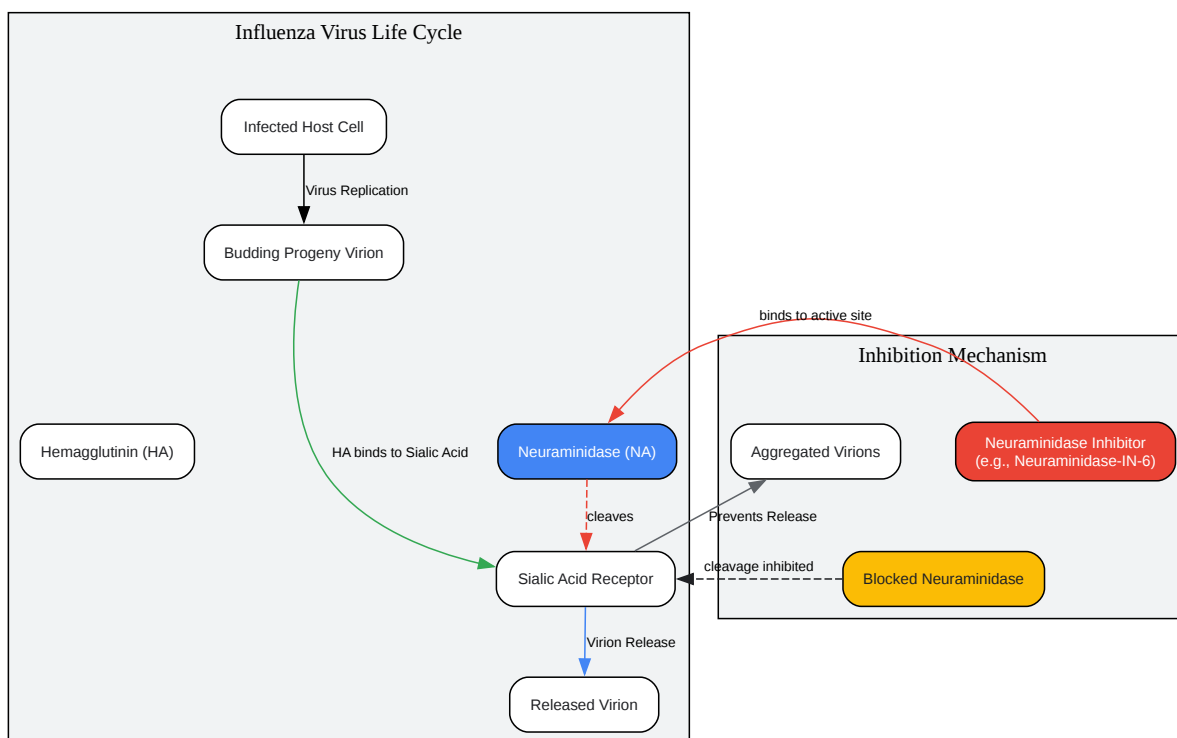 Influenza Virus Life Cycle
Infected Host Cell
Virus Replication
Budding Progeny Virion
binds to active site
Inhibition Mechanism
Hemagglutinin (HA)
HA binds to Sialic Acid
Neuraminidase (NA)
Aggregated Virions
Neuraminidase Inhibitor
(e.g., Neuraminidase-IN-6)
cleaves
Prevents Release
cleavage inhibited
Sialic Acid Receptor
Blocked Neuraminidase
Virion Release
Released Virion